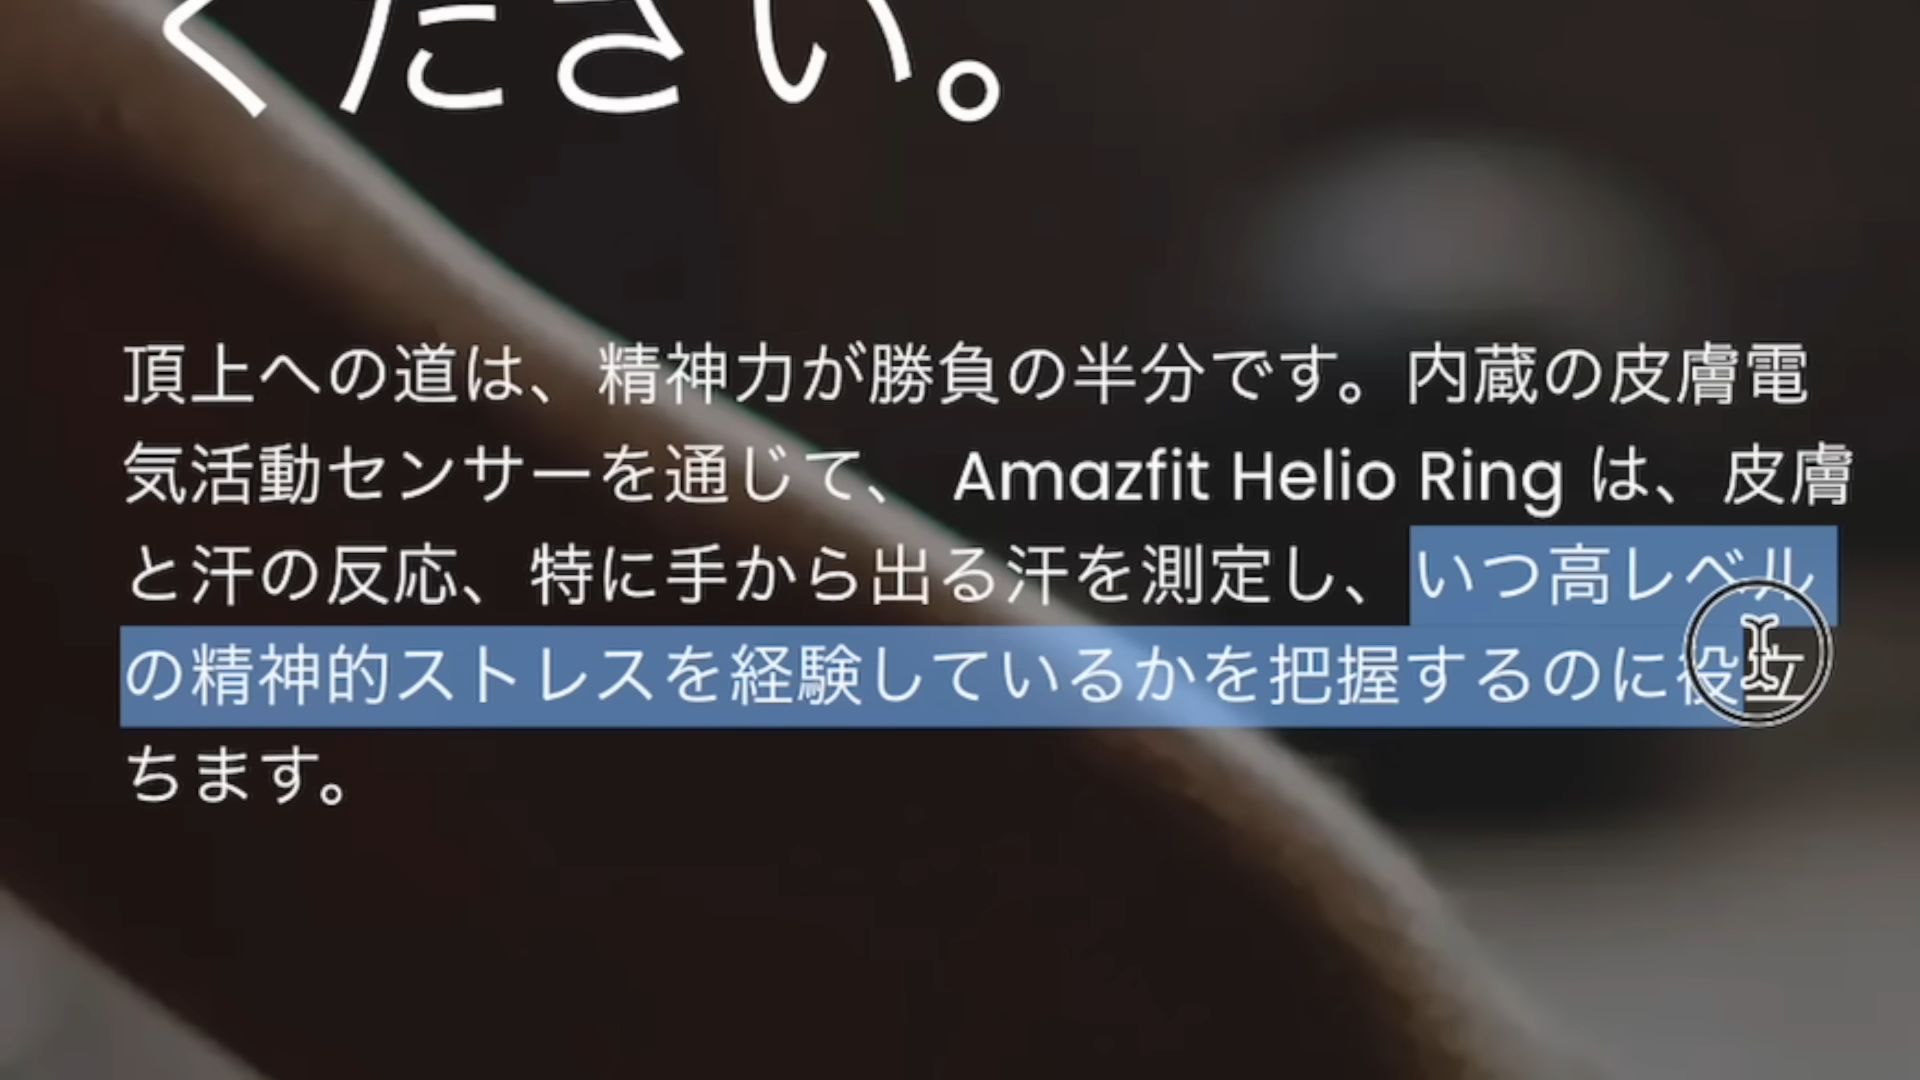 ください。
頂上への道は、精神力が勝負の半分です。内蔵の皮膚電
気活動センサーを通じて、 Amazfit Helio Ring は、皮膚
と汗の反応、特に手から出る汗を測定し、いつ高レベル
の精神的ストレスを経験しているかを把握するのに役立
ちます。